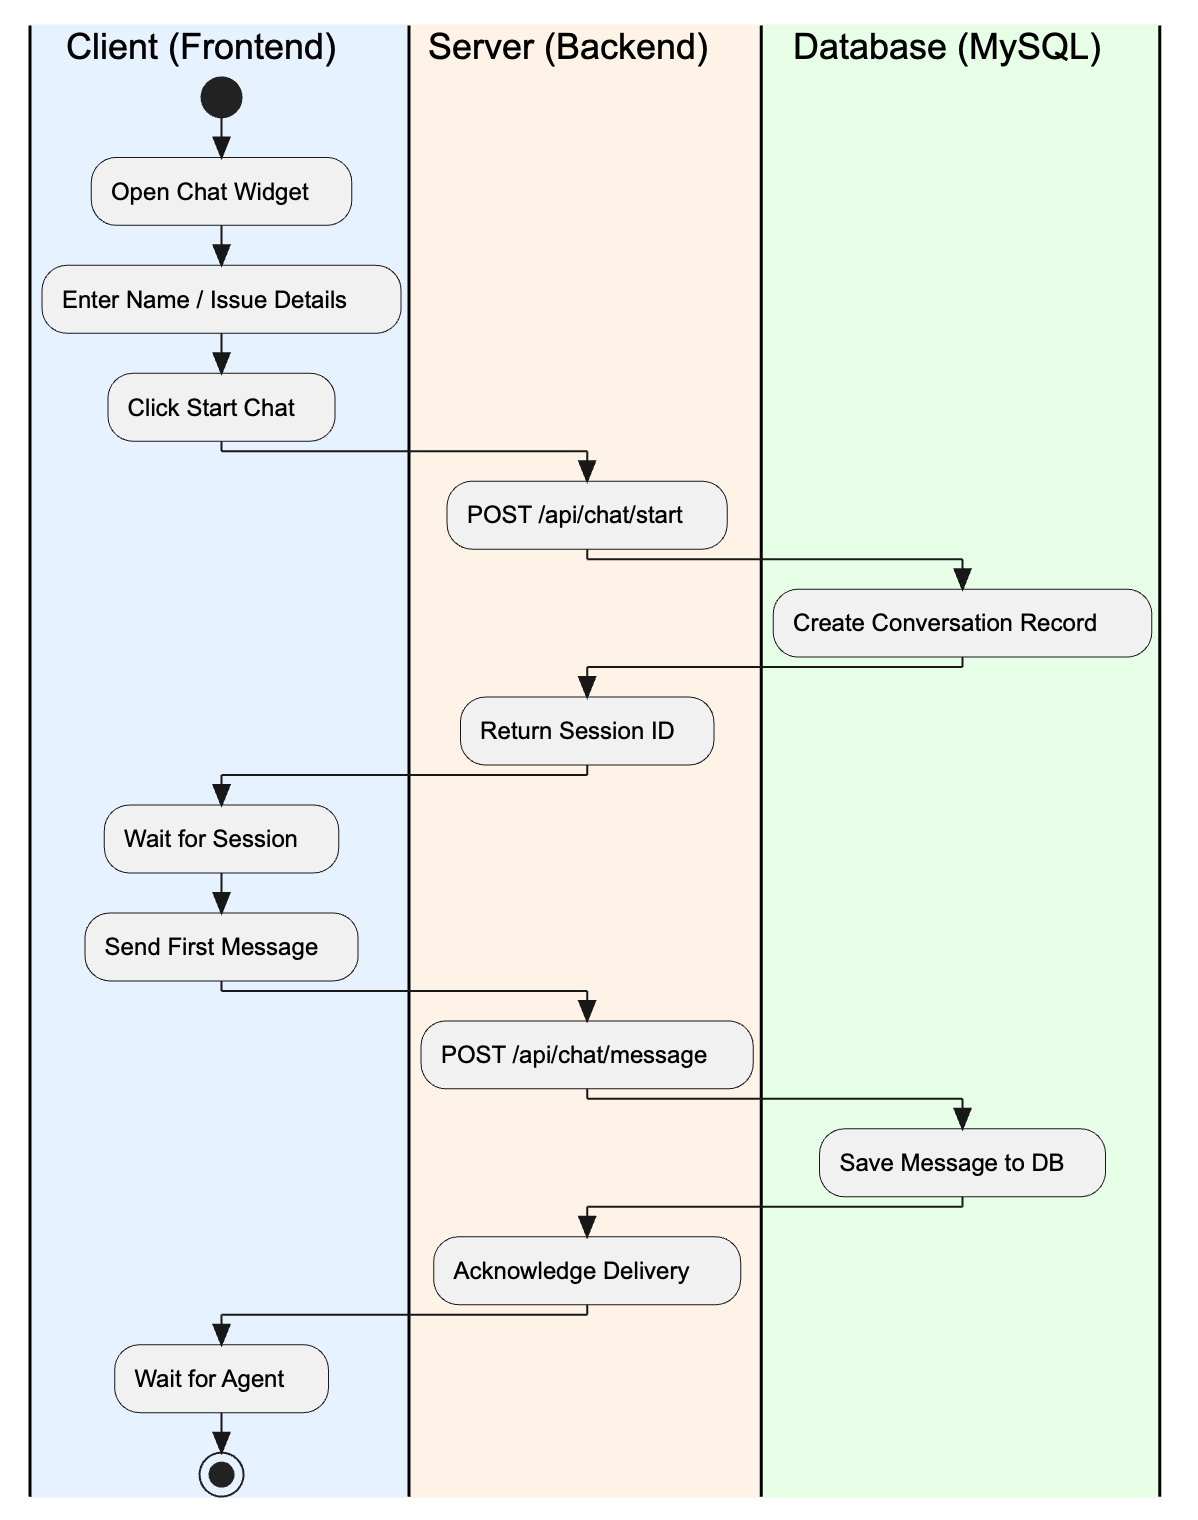 Client (Frontend)
Server (Backend)
Database (MySQL)
Open Chat Widget
Enter Name / Issue Details
Click Start Chat
POST /api/chat/start
Create Conversation Record
Return Session ID
Wait for Session
Send First Message
POST /api/chat/message
Save Message to DB
Acknowledge Delivery
Wait for Agent